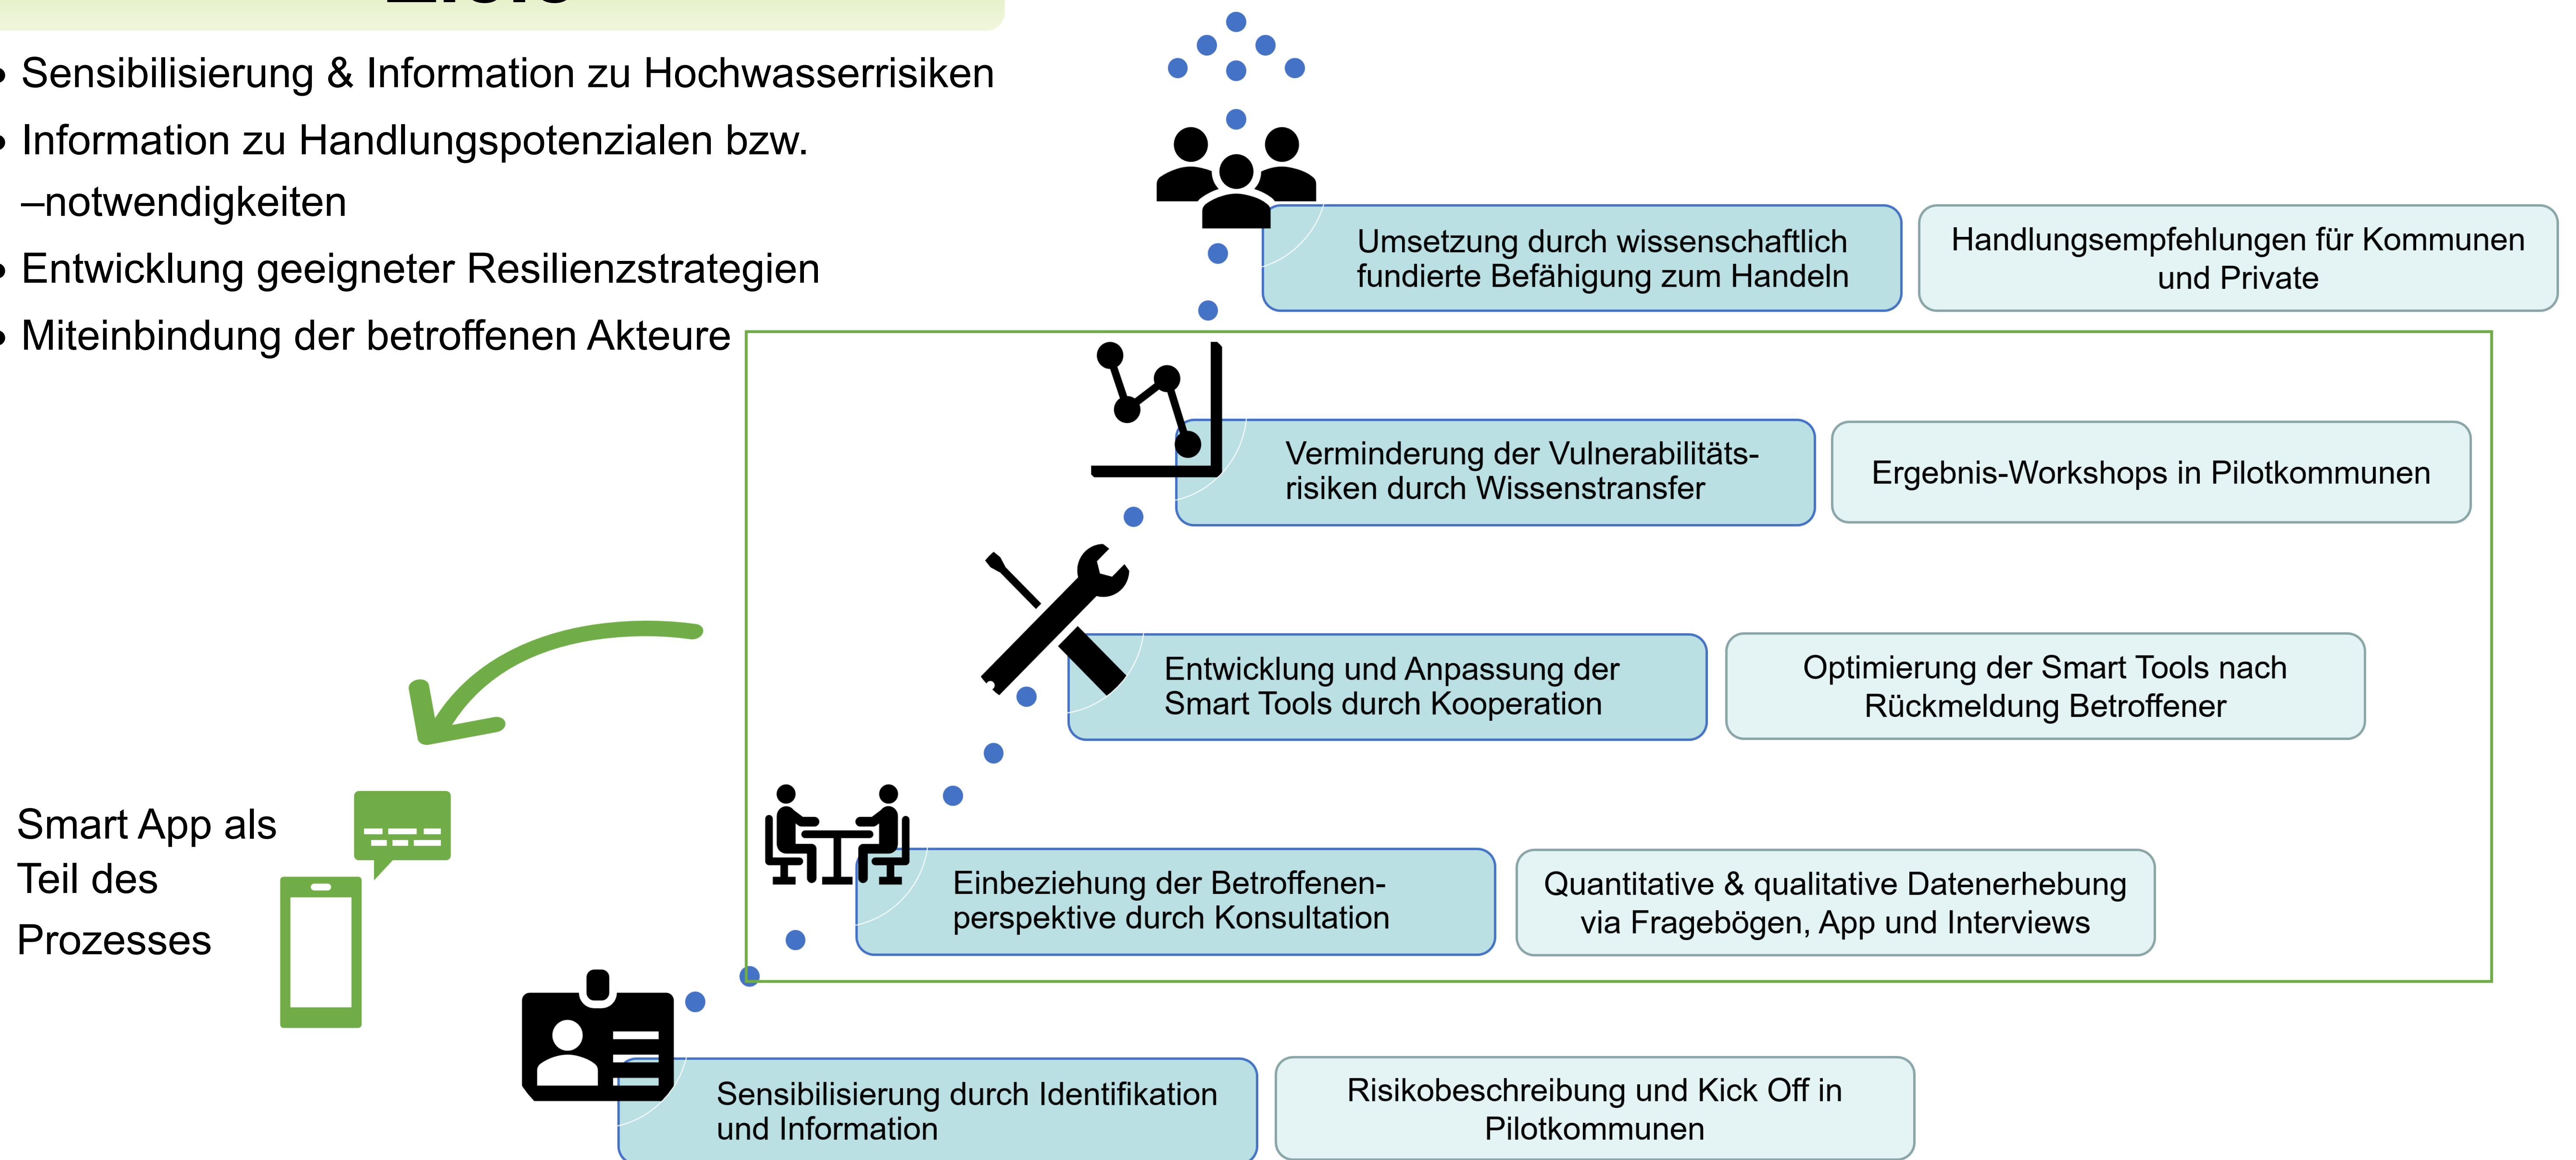 • Sensibilisierung & Information zu Hochwasserrisiken
• Information zu Handlungspotenzialen bzw.
–notwendigkeiten
• Entwicklung geeigneter Resilienzstrategien
• Miteinbindung der betroffenen Akteure
Umsetzung durch wissenschaftlich
fundierte Befähigung zum Handeln
Handlungsempfehlungen für Kommunen
und Private
Verminderung der Vulnerabilitäts-
risiken durch Wissenstransfer
Ergebnis-Workshops in Pilotkommunen
Entwicklung und Anpassung der
Smart Tools durch Kooperation
Optimierung der Smart Tools nach
Rückmeldung Betroffener
Einbeziehung der Betroffenen-
perspektive durch Konsultation
Quantitative & qualitative Datenerhebung
via Fragebögen, App und Interviews
Smart App als
Teil des
Prozesses
Sensibilisierung durch Identifikation
und Information
Risikobeschreibung und Kick Off in
Pilotkommunen